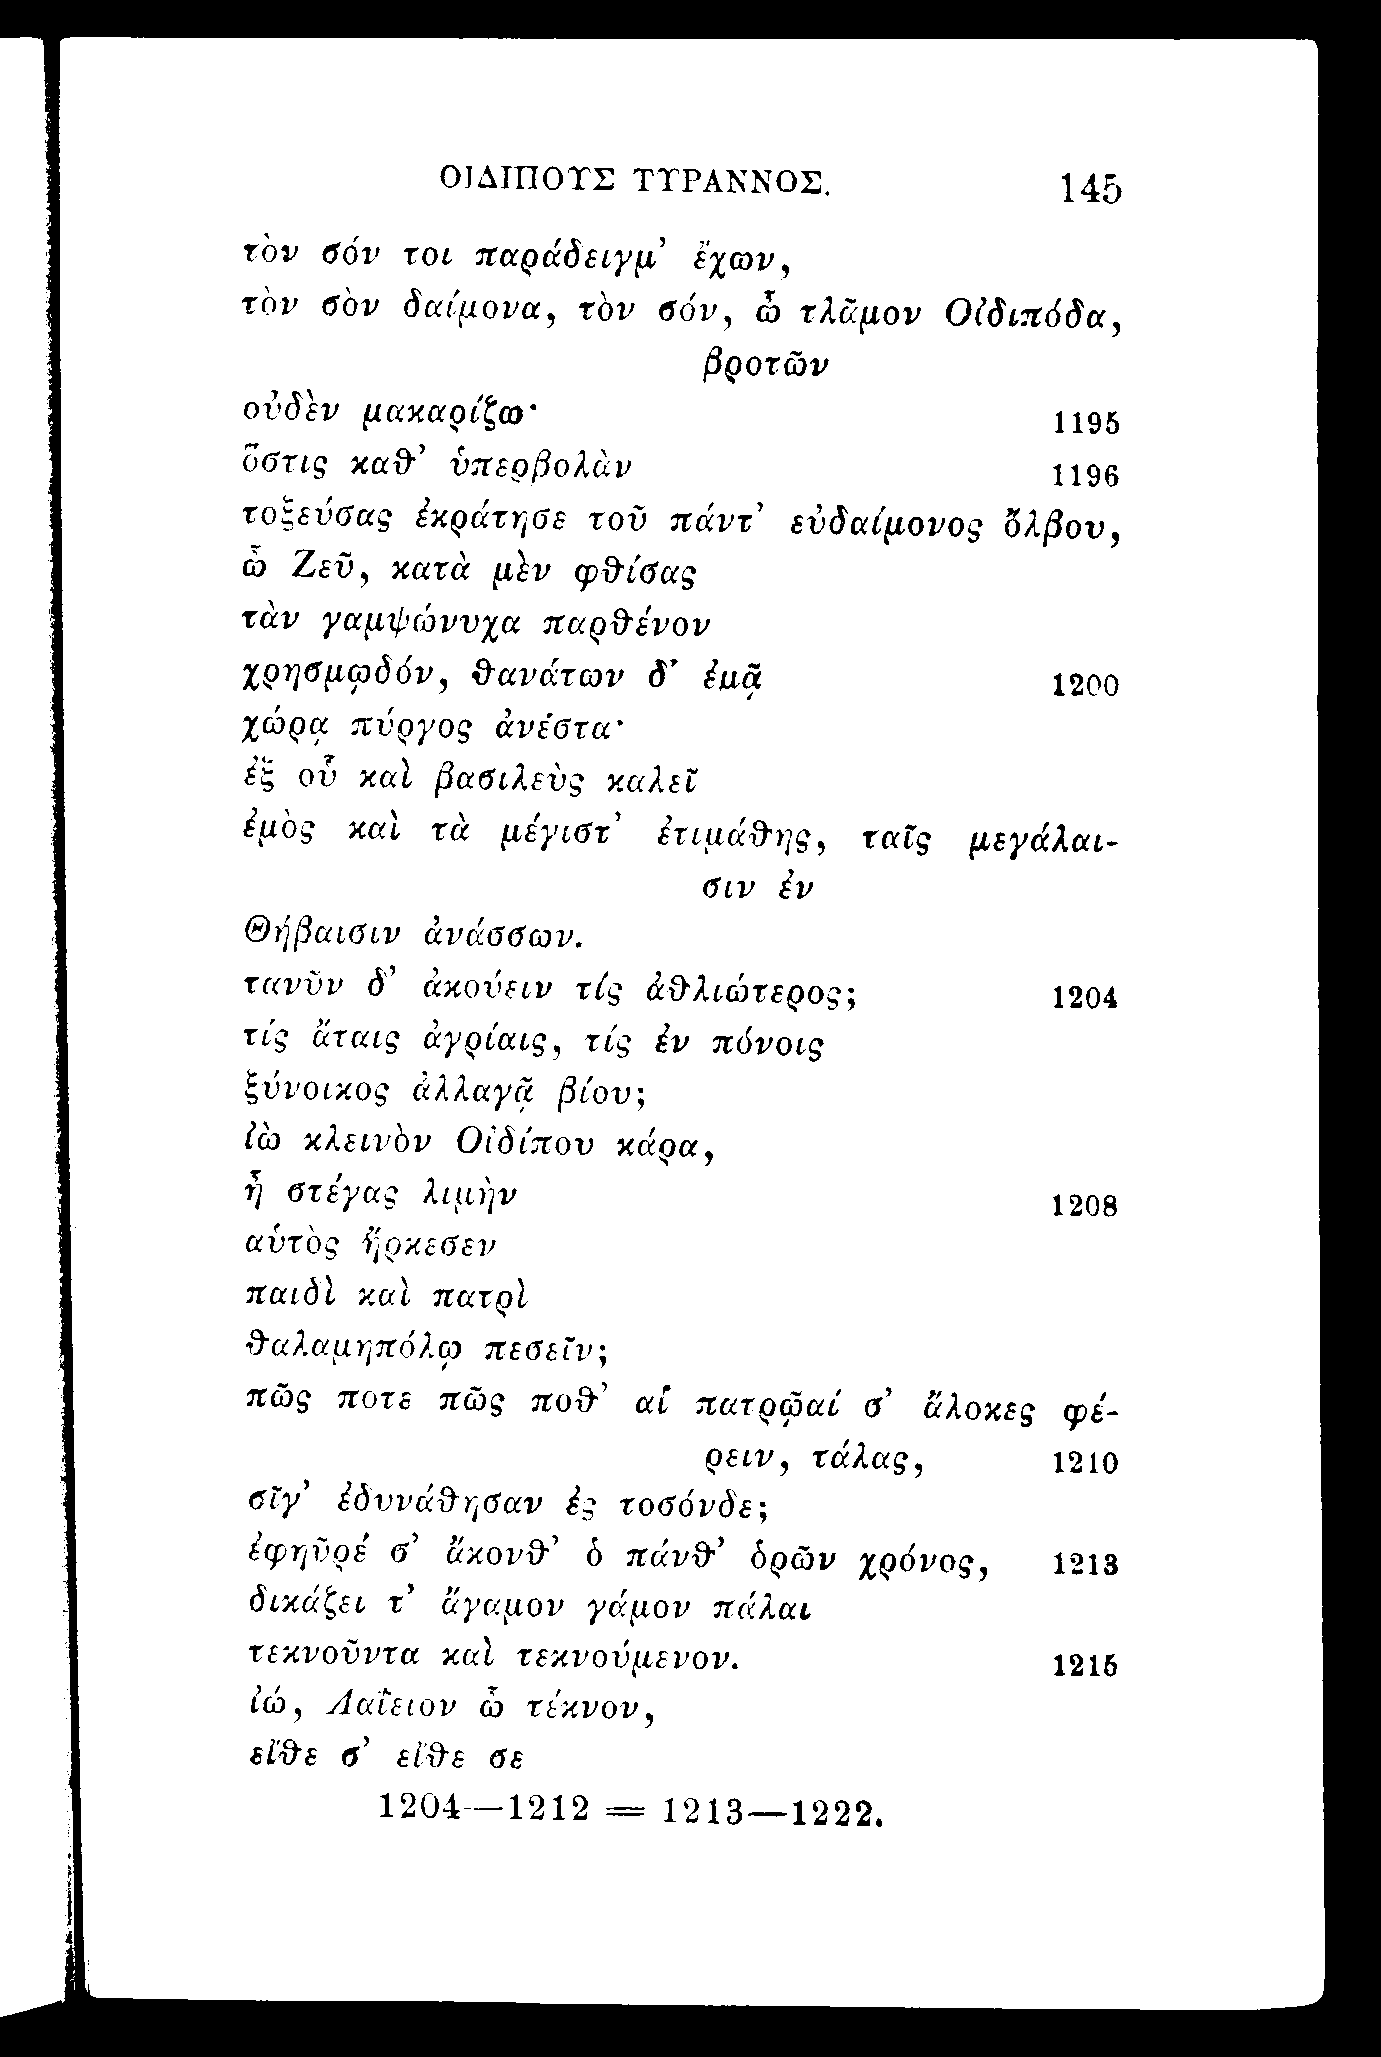 ΟΙΔΙΠΟΥΣ ΤΥΡΑΝΝΟΣ. 145
τὸν σόν τοι παράδειγμ’ ἔχων,
τὸν σὸν δαίμονα, τὸν σόν, ὦ τλᾶμον Οἰδιπόδα,
βροτῶν
οὐδὲν μακαρίζω· 1195
ὅστις καθ’ ὑπερβολὰν 1196
τοξεύσας ἐκράτησε τοῦ πάντ’ εὐδαίμονος ὄλβου,
ὦ Ζεῦ, κατὰ μὲν φθίσας
τὰν γαμψώνυχα παρθένον
χρησμῳδόν, θανάτων δ’ ἐμᾷ 1200
χώρᾳ πύργος ἀνέστα·
ἐξ οὗ καὶ βασιλεὺς καλεῖ
ἐμὸς καὶ τὰ μέγιστ’ ἐτιμάθης, ταῖς μεγάλαι-
σιν ἐν
Θήβαισιν ἀνάσσων.
τανῦν δ’ ἀκούειν τίς ἀθλιώτερος; 1204
τίς ἄταις ἀγρίαις, τίς ἐν πόνοις
ξύνοικος ἀλλαγᾷ βίου;
ἰὼ κλεινὸν Οἰδίπου κάρα,
ᾗ στέγας λιμὴν 1208
αὑτὸς ἤρκεσεν
παιδὶ καὶ πατρὶ
θαλαμηπόλῳ πεσεῖν;
πῶς ποτε πῶς ποθ’ αἱ πατρῷαί σ’ ἄλοκες φέ-
ρειν, τάλας, 1210
σῖγ’ ἐδυνάθησαν ἐς τοσόνδε;
ἐφηῦρέ σ’ ἄκονθ’ ὁ πάνθ’ ὁρῶν χρόνος, 1213
δικάζει τ’ ἄγαμον γάμον πάλαι
τεκνοῦντα καὶ τεκνούμενον. 1215
ἰώ, Λαΐειον ὦ τέκνον,
εἴθε σ’ εἴθε σε
1204—1212 = 1213—1222.